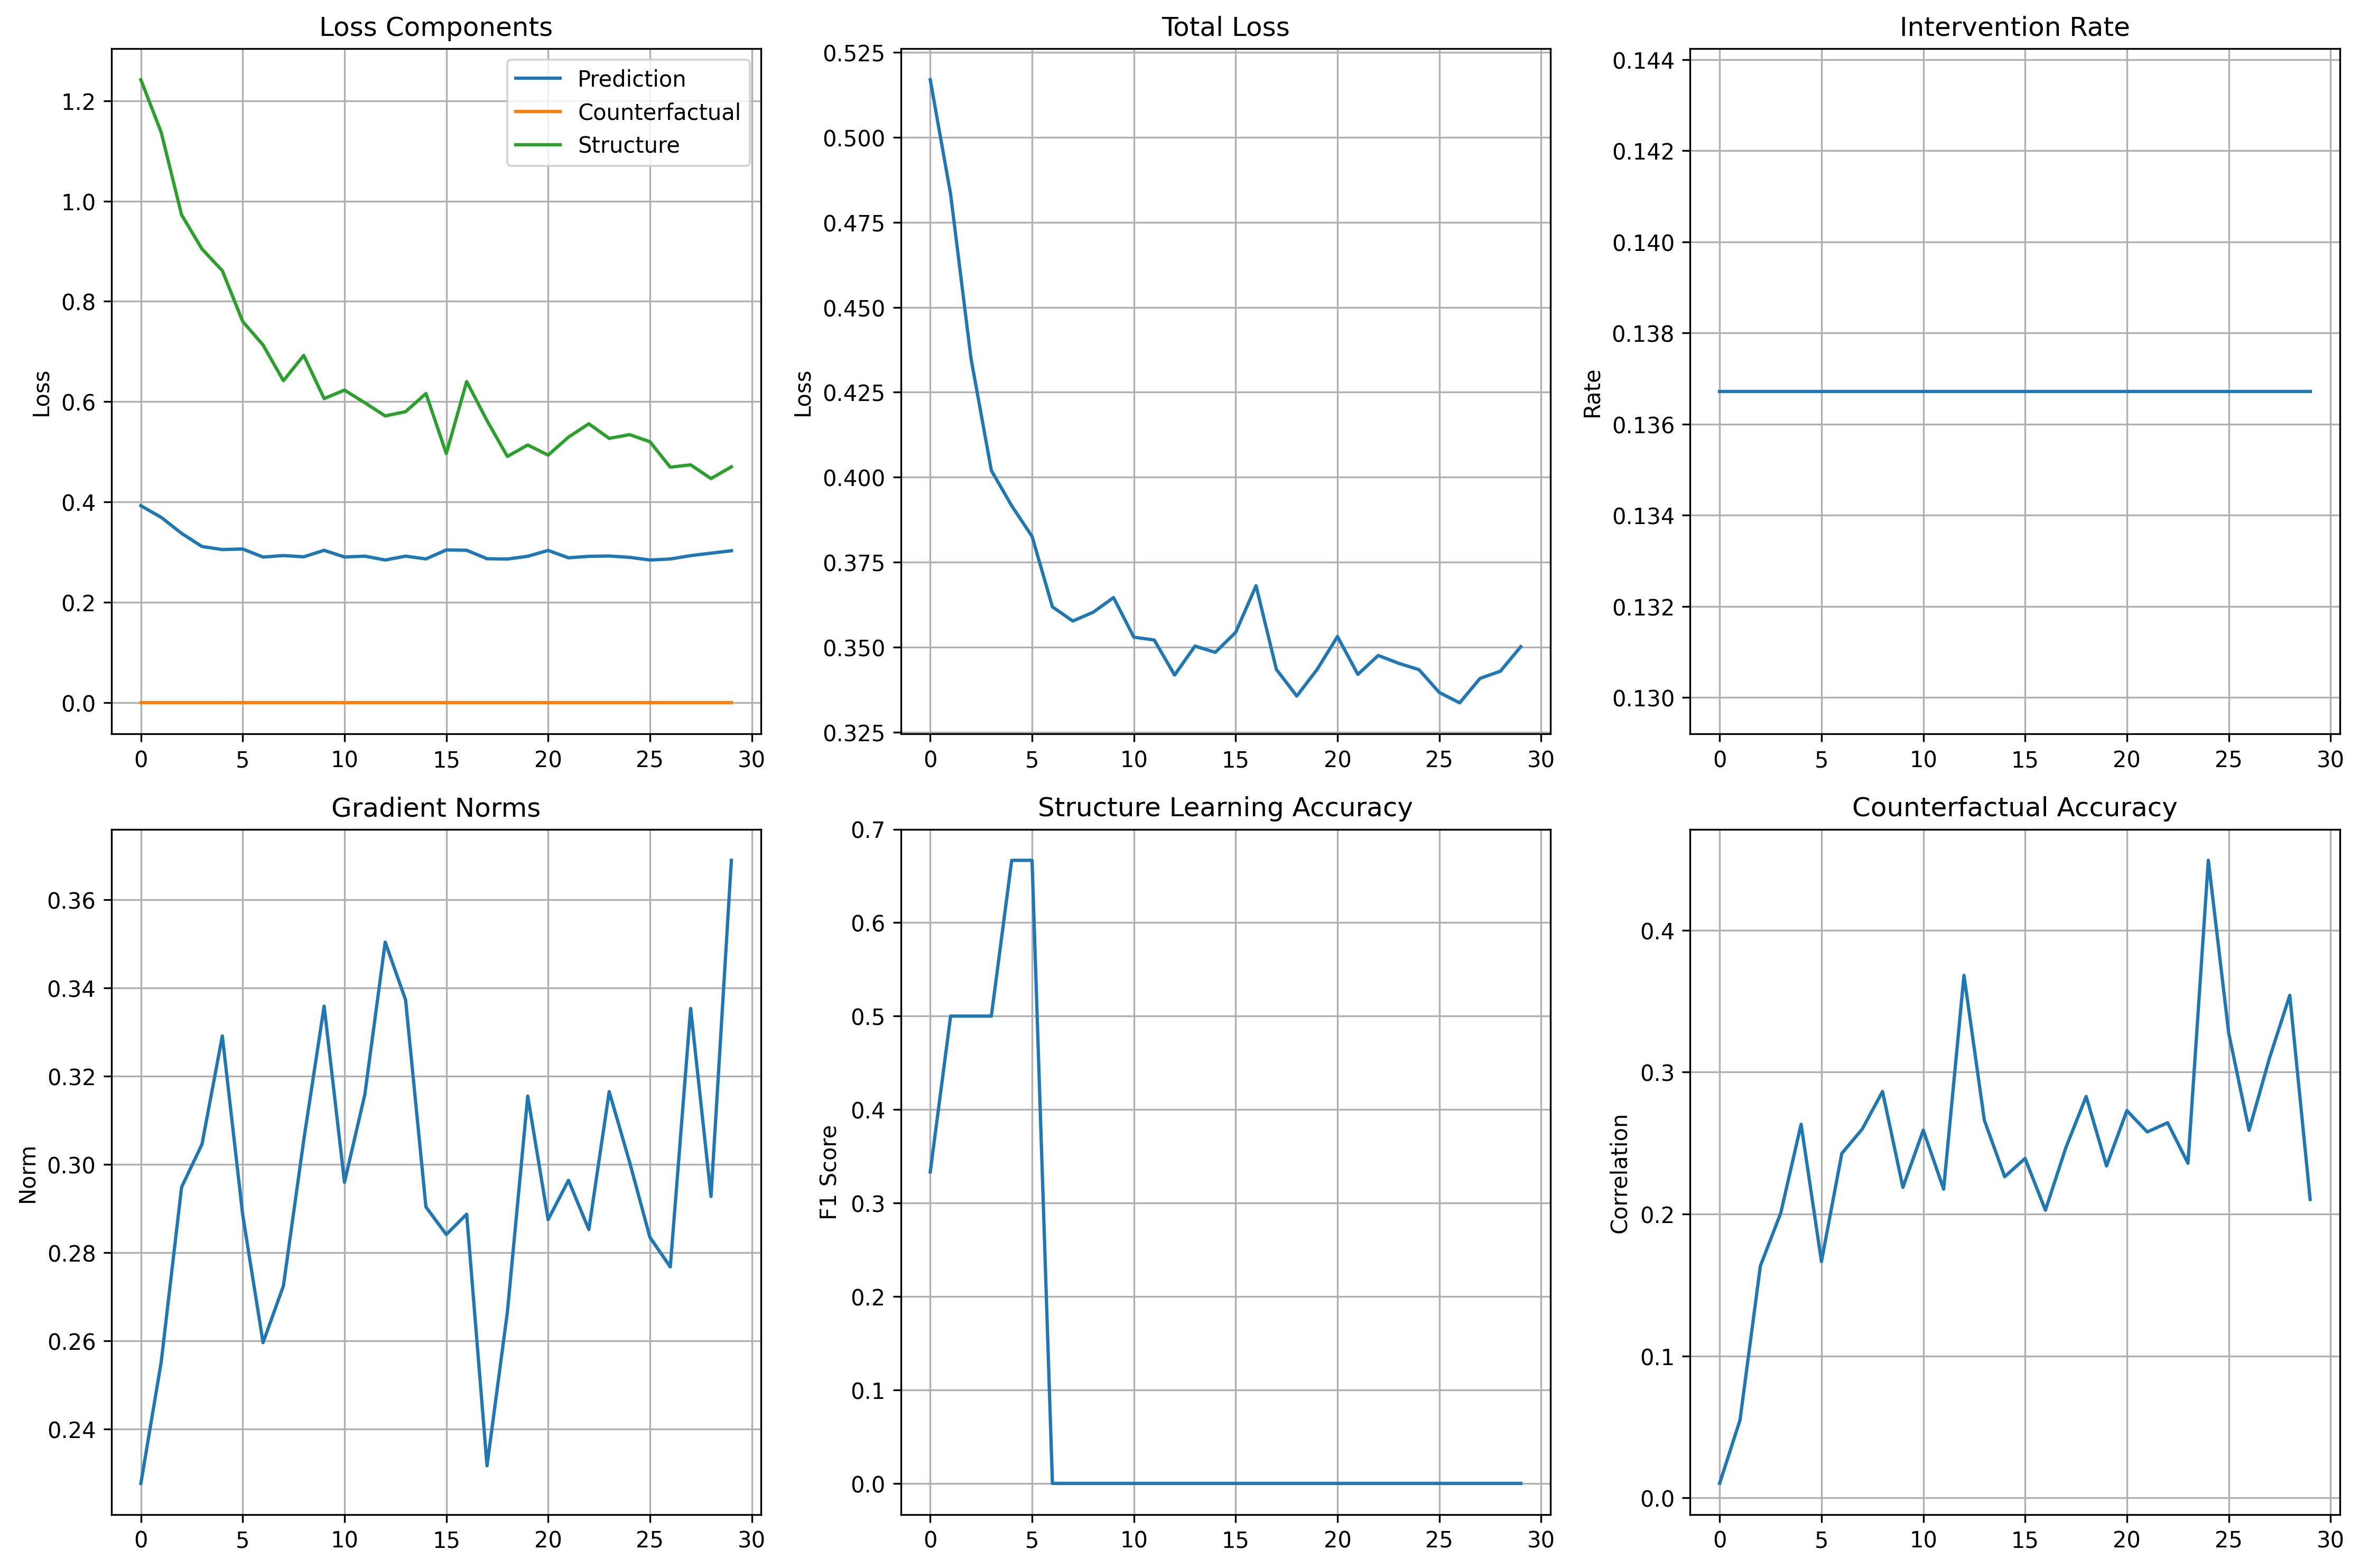 Loss Components
Loss
1.2
1.0
0.8
0.6
0.4
0.2
0.0
Prediction
Counterfactual
Structure
0 5 10 15 20 25 30
Total Loss
Loss
0.525
0.500
0.475
0.450
0.425
0.400
0.375
0.350
0.325
0 5 10 15 20 25 30
Intervention Rate
Rate
0.144
0.142
0.140
0.138
0.136
0.134
0.132
0.130
0 5 10 15 20 25 30
Gradient Norms
Norm
0.36
0.34
0.32
0.30
0.28
0.26
0.24
0 5 10 15 20 25 30
Structure Learning Accuracy
F1 Score
0.7
0.6
0.5
0.4
0.3
0.2
0.1
0.0
0 5 10 15 20 25 30
Counterfactual Accuracy
Correlation
0.4
0.3
0.2
0.1
0.0
0 5 10 15 20 25 30